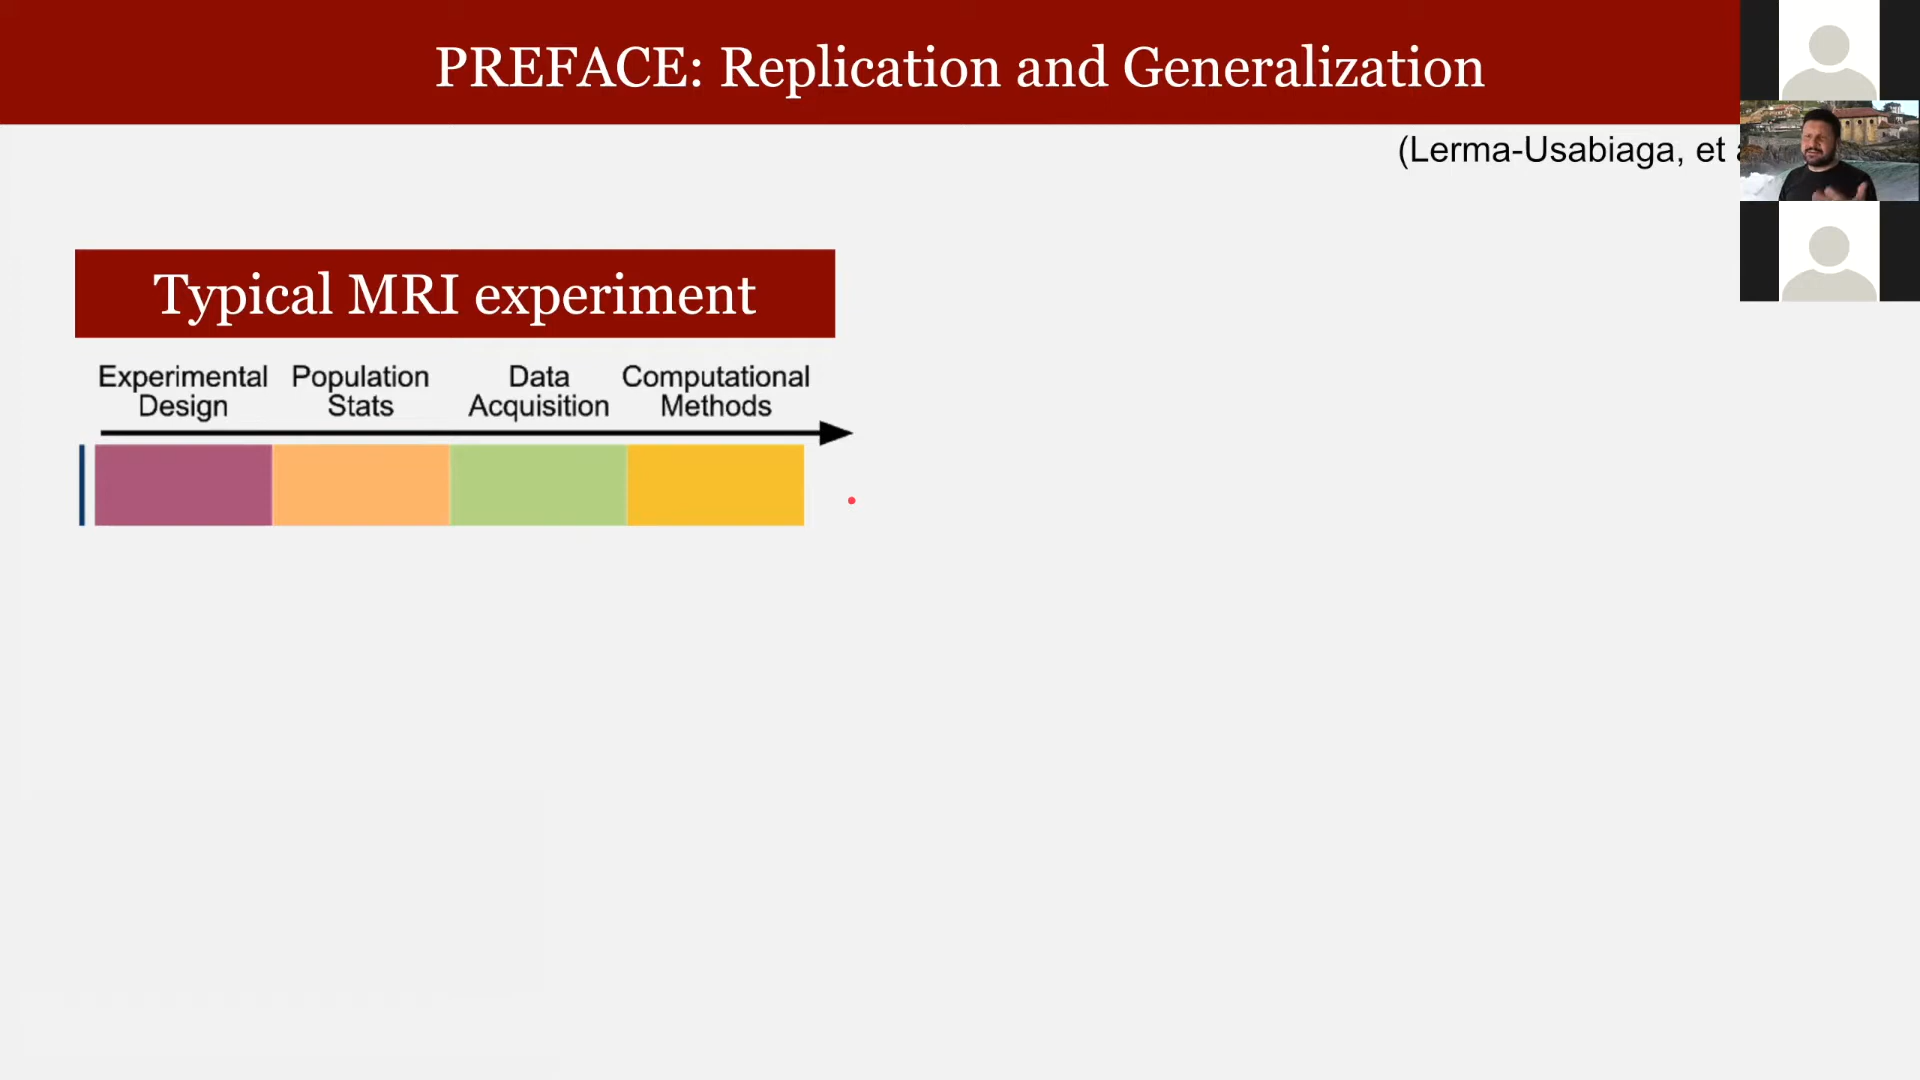 PREFACE: Replication and Generalization
(Lerma-Usabiaga, et
Typical MRI experiment
Experimental Design
Population Stats
Data Acquisition
Computational Methods